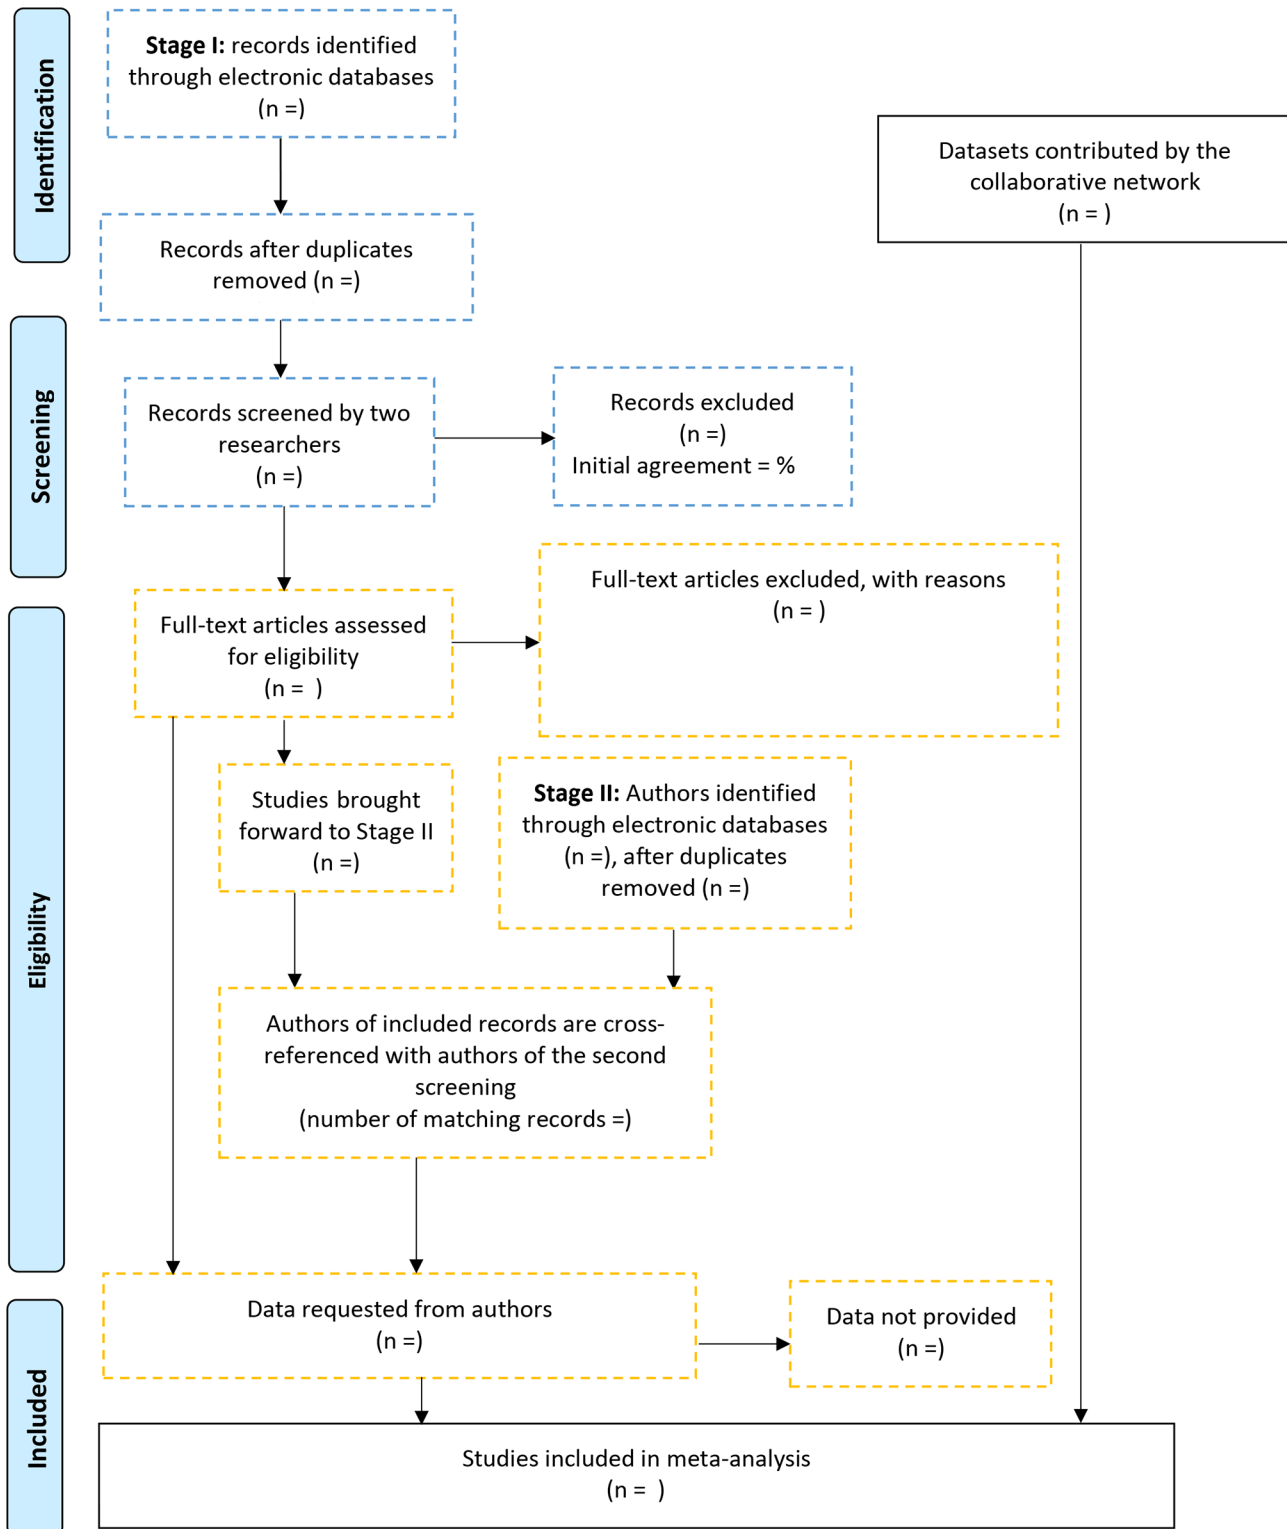 Identification
Stage I: records identified
through electronic databases
(n =)
Datasets contributed by the
collaborative network
(n = )
Records after duplicates
removed (n =)
Screening
Records screened by two
researchers
(n =)
Records excluded
(n =)
Initial agreement = %
Eligibility
Full-text articles assessed
for eligibility
(n =  )
Full-text articles excluded, with reasons
(n = )
Studies brought
forward to Stage II
(n =)
Stage II: Authors identified
through electronic databases
(n =), after duplicates
removed (n =)
Authors of included records are cross-
referenced with authors of the second
screening
(number of matching records =)
Included
Data requested from authors
(n =)
Data not provided
(n =)
Studies included in meta-analysis
(n =  )